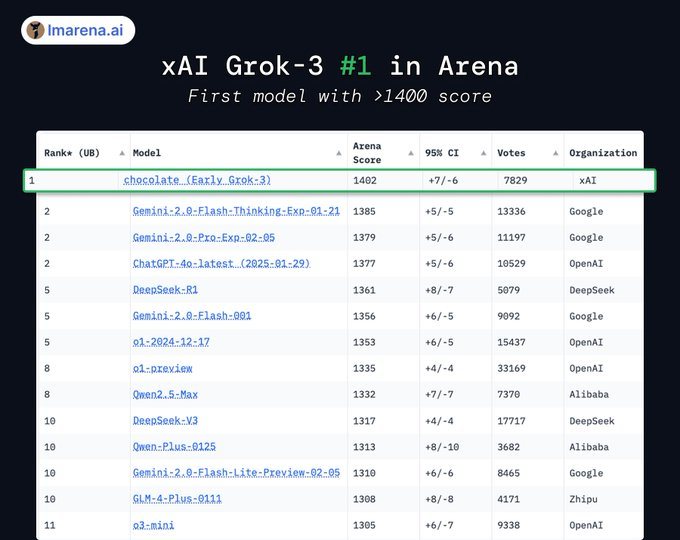 lmarena.ai
xAI Grok-3 #1 in Arena
First model with >1400 score
Rank* (UB) Model Arena Score 95% CI Votes Organization
1 chocolate (Early Grok-3) 1402 +7/-6 7829 xAI
2 Gemini-2.0-Flash-Thinking-Exp-01-21 1385 +5/-5 13336 Google
2 Gemini-2.0-Pro-Exp-02-05 1379 +5/-6 11197 Google
2 ChatGPT-4o-latest (2025-01-29) 1377 +5/-6 10529 OpenAI
5 DeepSeek-R1 1361 +8/-7 5079 DeepSeek
5 Gemini-2.0-Flash-001 1356 +6/-5 9092 Google
5 o1-2024-12-17 1353 +6/-5 15437 OpenAI
8 o1-preview 1335 +4/-4 33169 OpenAI
8 Qwen2.5-Max 1332 +7/-7 7370 Alibaba
10 DeepSeek-V3 1317 +4/-4 17717 DeepSeek
10 Qwen-Plus-0125 1313 +8/-10 3682 Alibaba
10 Gemini-2.0-Flash-Lite-Preview-02-05 1310 +6/-6 8465 Google
10 GLM-4-Plus-0111 1308 +8/-8 4171 Zhipu
11 o3-mini 1305 +6/-7 9338 OpenAI